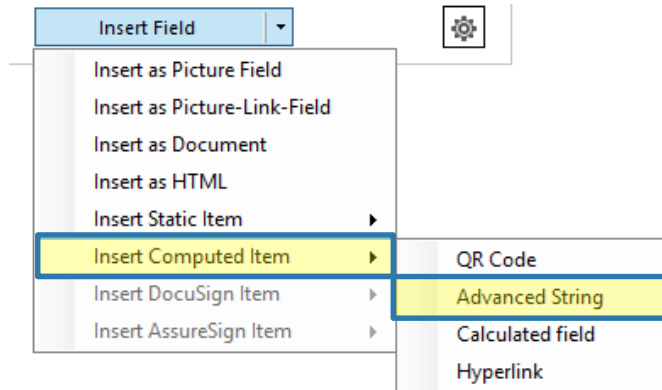 Insert Field
Insert as Picture Field
Insert as Picture-Link-Field
Insert as Document
Insert as HTML
Insert Static Item
Insert Computed Item
Insert DocuSign Item
Insert AssureSign Item
QR Code
Advanced String
Calculated field
Hyperlink